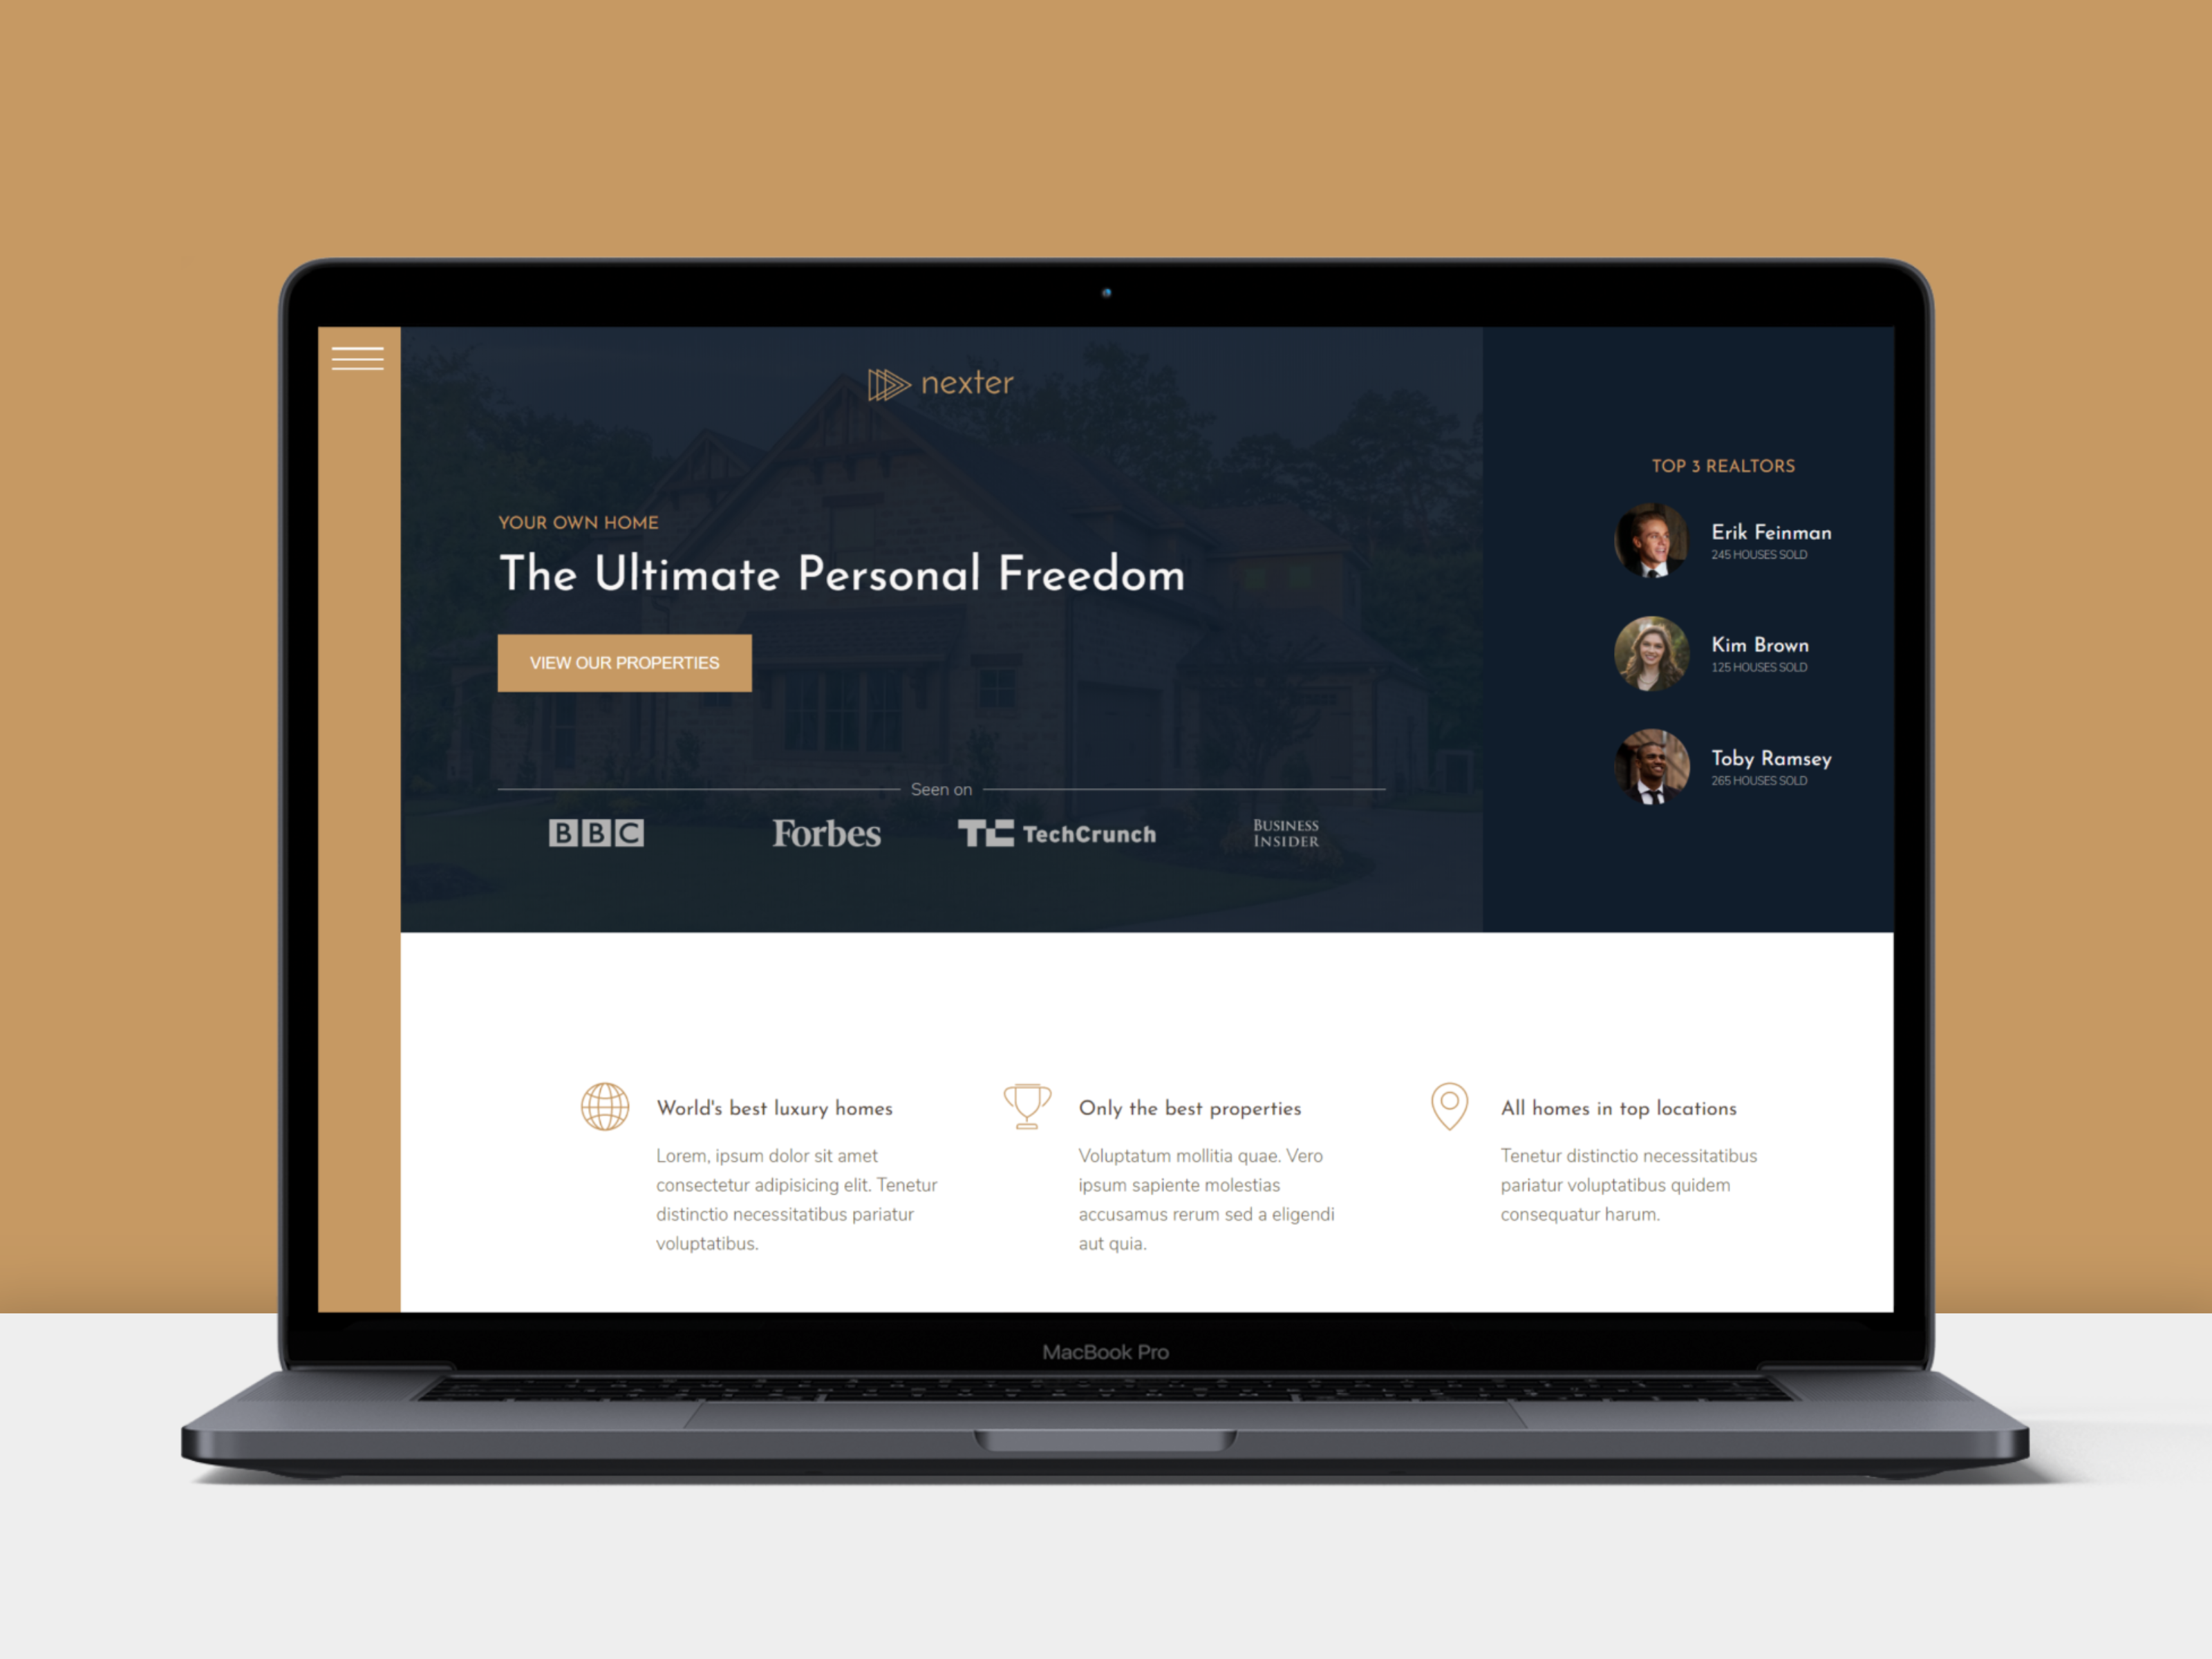 nexter
YOUR OWN HOME
The Ultimate Personal Freedom
VIEW OUR PROPERTIES
Seen on
BBC
Forbes
TC TechCrunch
BUSINESS
INSIDER
TOP 3 REALTORS
Erik Feinman
245 HOUSES SOLD
Kim Brown
125 HOUSES SOLD
Toby Ramsey
265 HOUSES SOLD
World's best luxury homes
Lorem, ipsum dolor sit amet
consectetur adipisicing elit. Tenetur
distinctio necessitatibus pariatur
voluptatibus.
Only the best properties
Voluptatum mollitia quae. Vero
ipsum sapiente molestias
accusamus rerum sed a eligendi
aut quia.
All homes in top locations
Tenetur distinctio necessitatibus
pariatur voluptatibus quidem
consequatur harum.
MacBook Pro